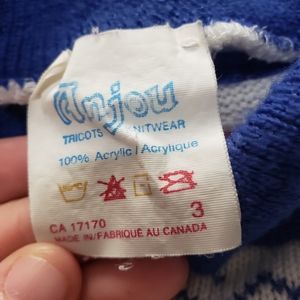 Anjou
TRICOTS KNITWEAR
100% Acrylic / Acrylique
3
CA 17170
MADE IN/FABRIQUÉ AU CANADA